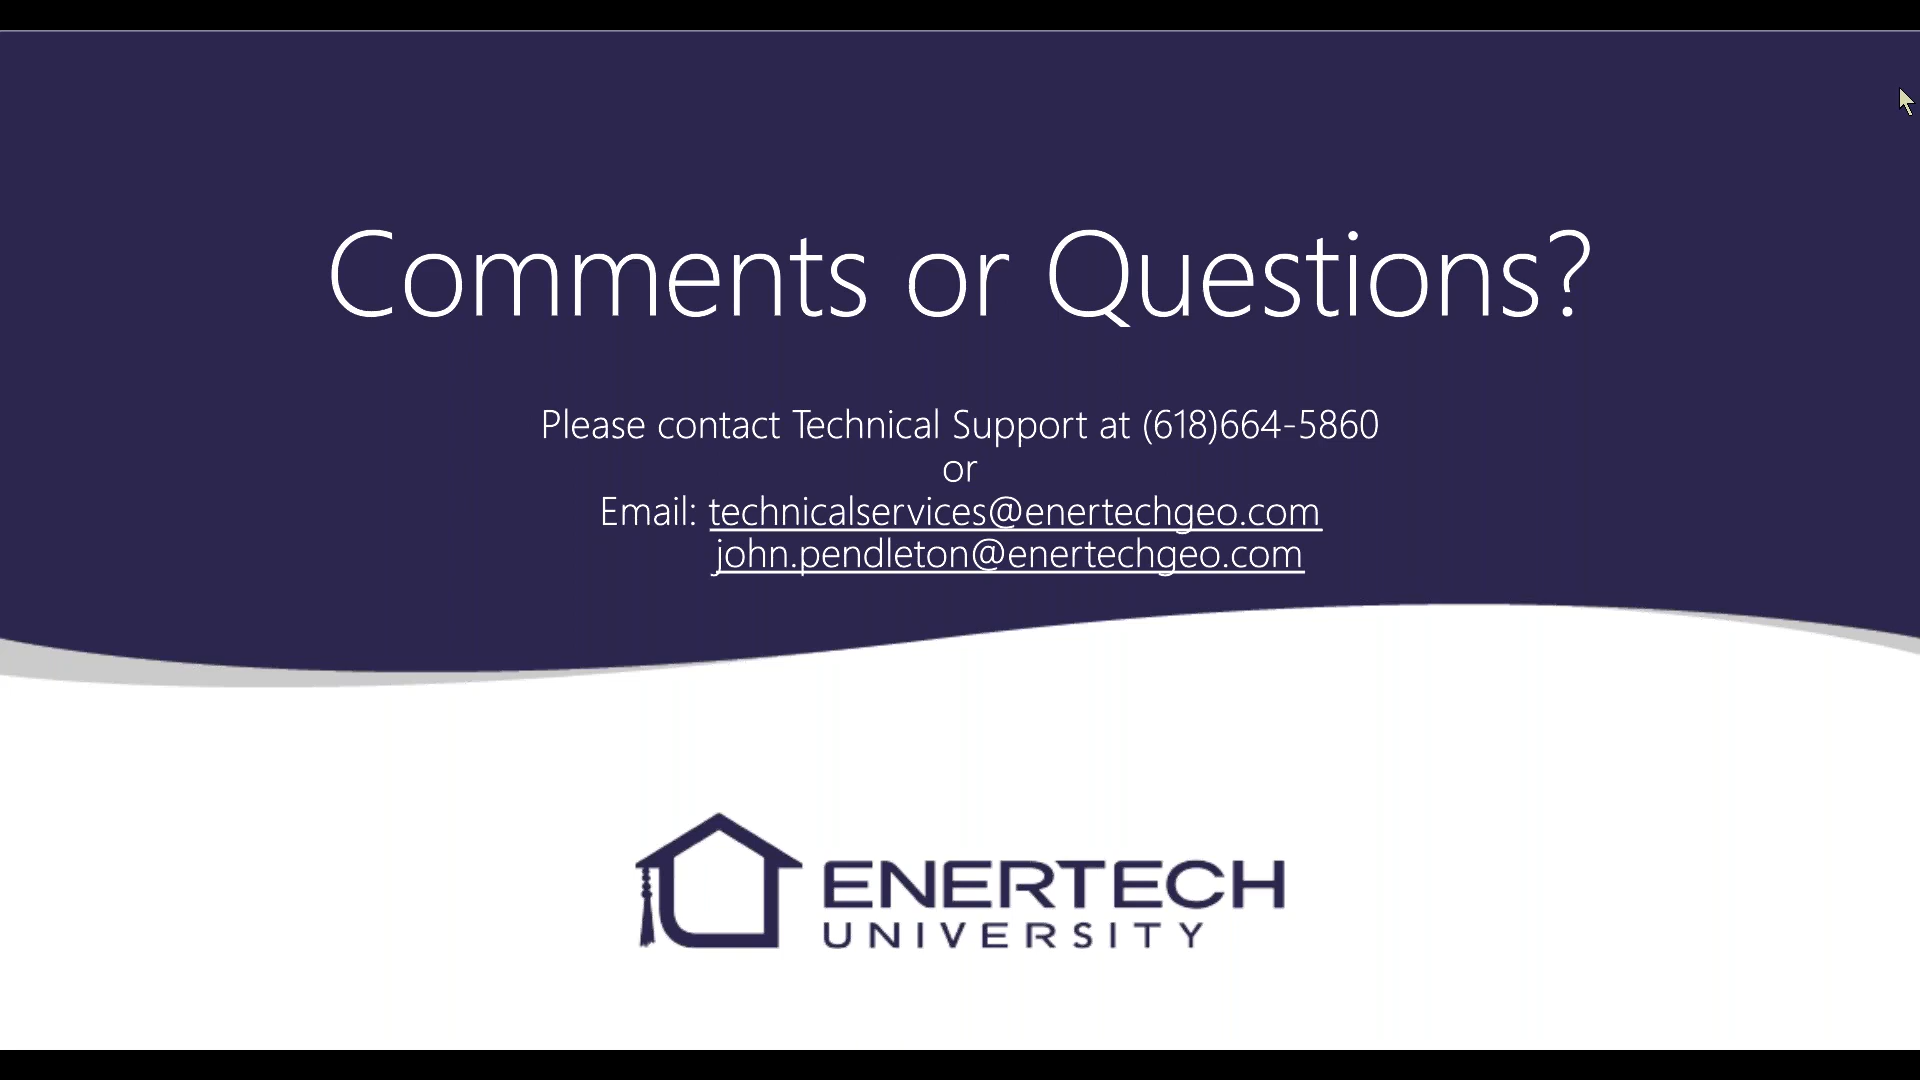 Comments or Questions?
Please contact Technical Support at (618)664-5860
or
Email: technicalservices@enertechgeo.com
john.pendleton@enertechgeo.com
ENERTECH
UNIVERSITY